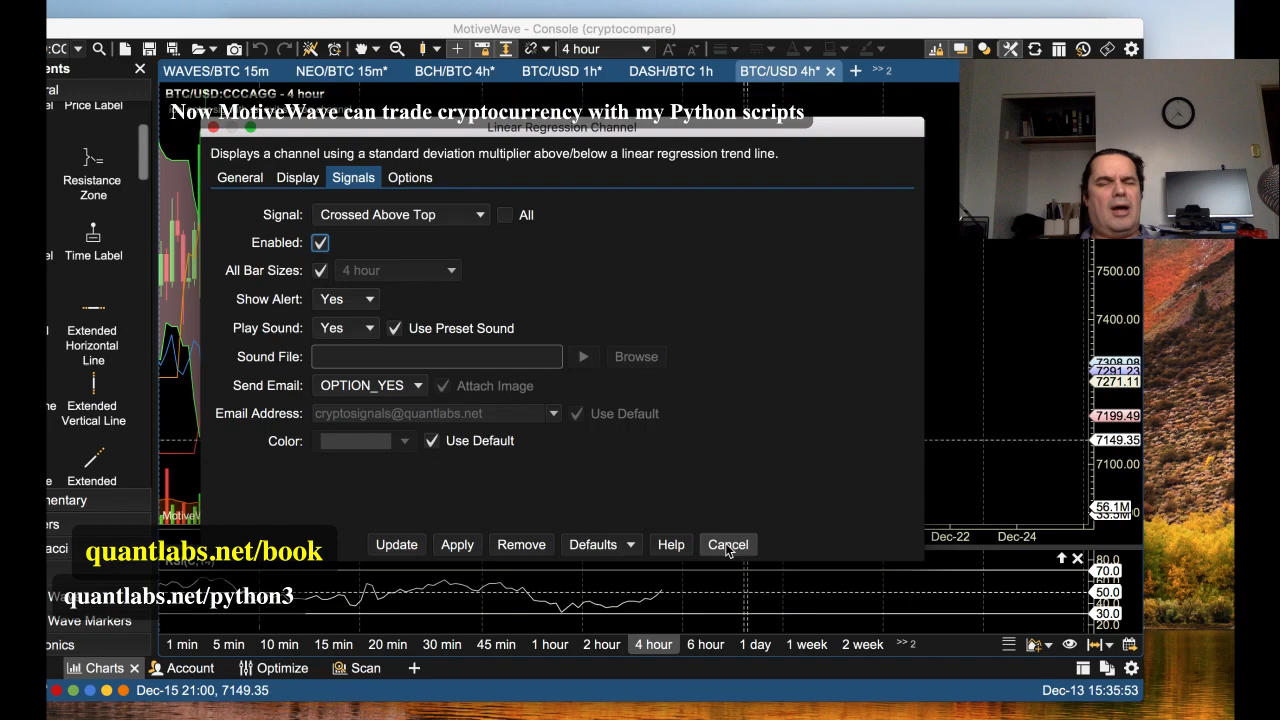 MotiveWave - Console (cryptocompare)
4 hour
WAVES/BTC 15m NEO/BTC 15m* BCH/BTC 4h* BTC/USD 1h* DASH/BTC 1h BTC/USD 4h* >> 2
ents
ral
Price Label
Resistance
Zone
Time Label
Extended
Horizontal
Line
Extended
Vertical Line
Extended
mentary
ers
acci
Wave Markers
onics
BTC/USD:CCCAGG - 4 hour
Now MotiveWave can trade cryptocurrency with my Python scripts
Linear Regression Channel
Displays a channel using a standard deviation multiplier above/below a linear regression trend line.
General Display Signals Options
Signal: Crossed Above Top All
Enabled:
All Bar Sizes: 4 hour
Show Alert: Yes
Play Sound: Yes Use Preset Sound
Sound File: Browse
Send Email: OPTION_YES Attach Image
Email Address: cryptosignals@quantlabs.net Use Default
Color: Use Default
Update Apply Remove Defaults Help Cancel
7500.00
7400.00
7308.08
7291.23
7271.11
7199.49
7149.35
7100.00
56.1M
Dec-22 Dec-24
quantlabs.net/book
quantlabs.net/python3
80.0
70.0
50.0
30.0
20.0
1 min 5 min 10 min 15 min 20 min 30 min 45 min 1 hour 2 hour 4 hour 6 hour 1 day 1 week 2 week >> 2
Charts Account Optimize Scan
Dec-15 21:00, 7149.35 Dec-13 15:35:53